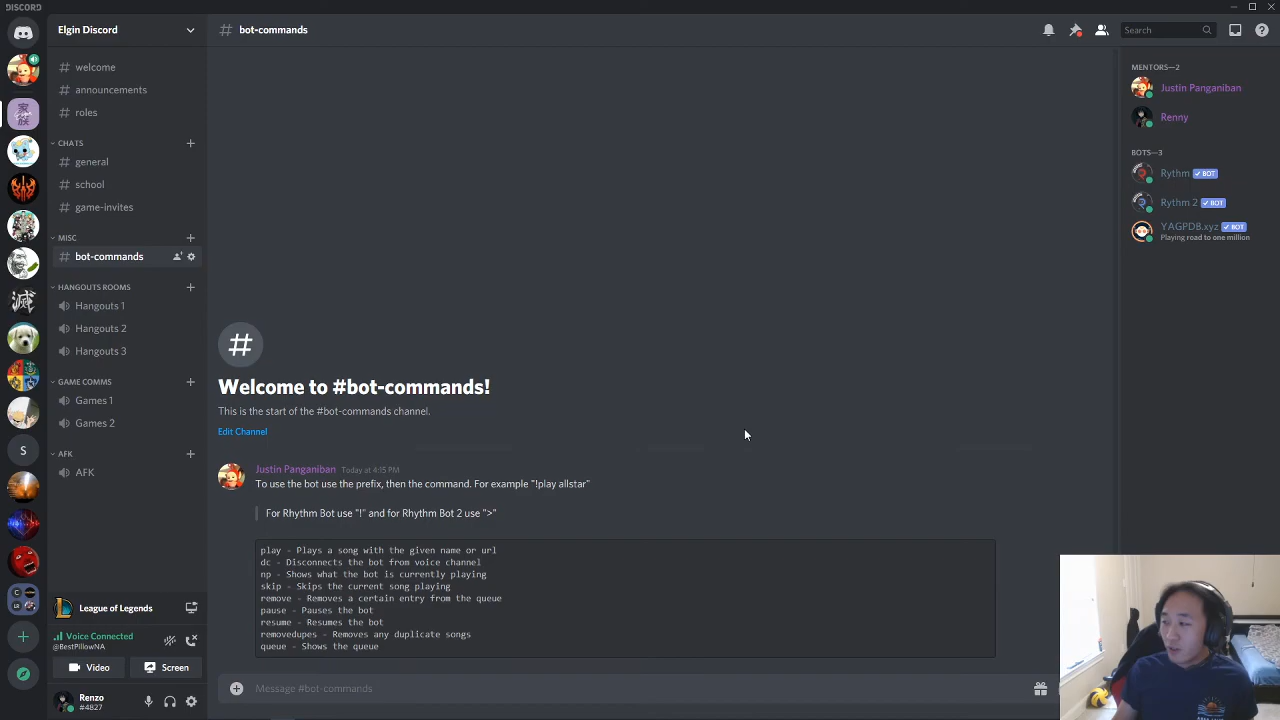 DISCORD
Elgin Discord
# bot-commands
Search
# welcome
# announcements
# roles
CHATS
# general
# school
# game-invites
MISC
# bot-commands
HANGOUTS ROOMS
Hangouts 1
Hangouts 2
Hangouts 3
GAME COMMS
Games 1
Games 2
AFK
AFK
League of Legends
Voice Connected
@BestPillowNA
Video
Screen
Renzo
#4827
Welcome to #bot-commands!
This is the start of the #bot-commands channel.
Edit Channel
Justin Panganiban Today at 4:15 PM
To use the bot use the prefix, then the command. For example "!play allstar"
For Rhythm Bot use "!" and for Rhythm Bot 2 use ">"
play - Plays a song with the given name or url
dc - Disconnects the bot from voice channel
np - Shows what the bot is currently playing
skip - Skips the current song playing
remove - Removes a certain entry from the queue
pause - Pauses the bot
resume - Resumes the bot
removedupes - Removes any duplicate songs
queue - Shows the queue
Message #bot-commands
MENTORS—2
Justin Panganiban
Renny
BOTS—3
Rythm BOT
Rythm 2 BOT
YAGPDB.xyz BOT
Playing road to one million